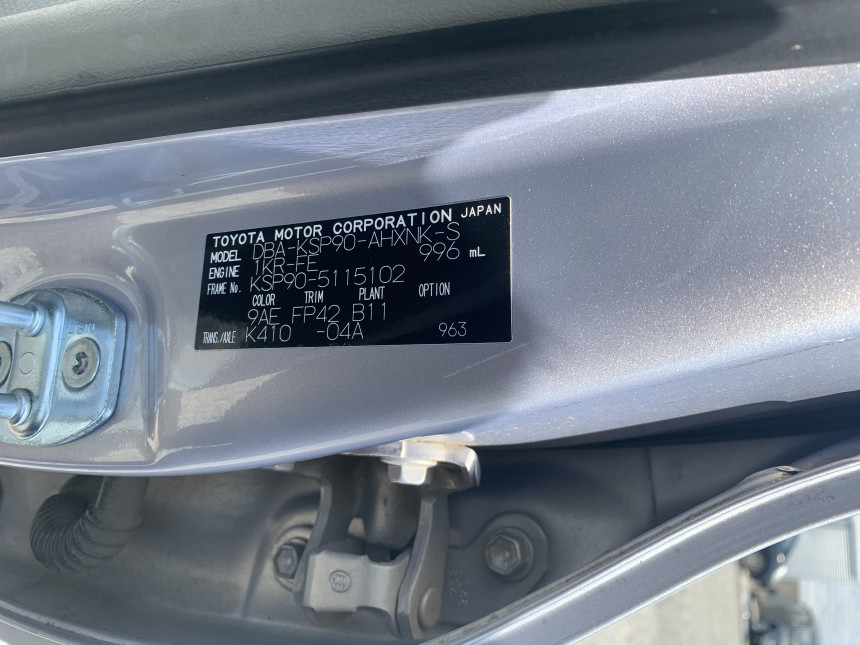 TOYOTA MOTOR CORPORATION JAPAN
MODEL DBA-KSP90-AHXNK-S
ENGINE 1KR-FE 996 mL
FRAME No. KSP90-5115102
COLOR TRIM PLANT OPTION
9AE FP42 B11
TRANS./AXLE K410 -04A 963